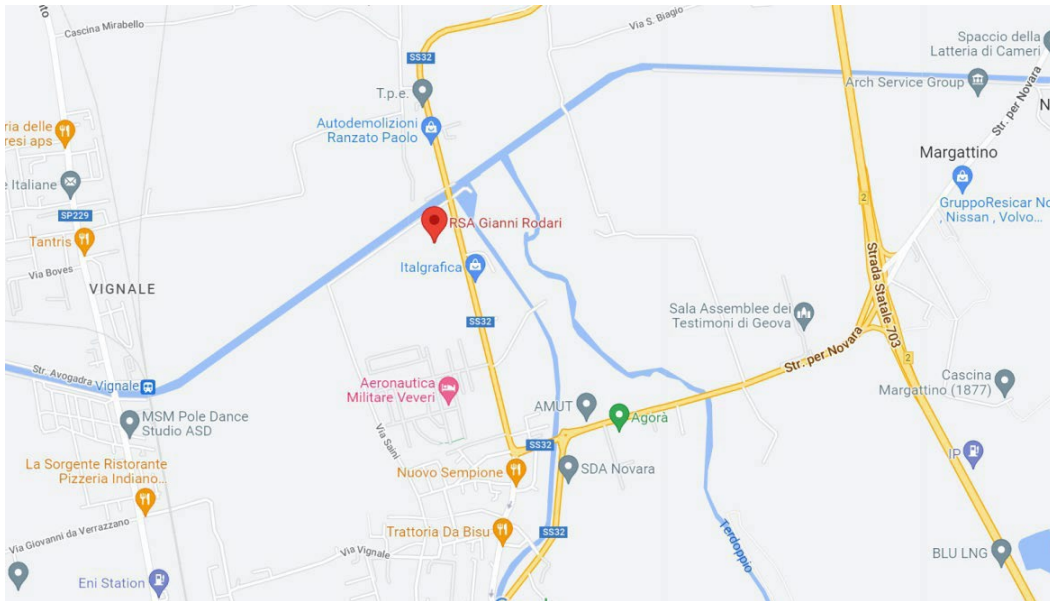 Cascina Mirabello
Via S. Biagio
Spaccio della
Latteria di Cameri
SS32
T.p.e.
Arch Service Group
Str. per Novara
N
Autodemolizioni
Ranzato Paolo
ria delle
resi aps
Margattino
e Italiane
GruppoResicar No
, Nissan , Volvo...
2
SP229
RSA Gianni Rodari
Tantris
Via Boves
Italgrafica
VIGNALE
Strada Statale 703
Sala Assemblee dei
Testimoni di Geova
SS32
Str. per Novara
2
Str. Avogadra
Vignale
Aeronautica
Militare Veveri
Cascina
Margattino (1877)
MSM Pole Dance
Studio ASD
AMUT
Agorà
Via Saini
SS32
IP
La Sorgente Ristorante
Pizzeria Indiano...
Nuovo Sempione
SDA Novara
Via Giovanni da Verrazzano
Trattoria Da Bisu
SS32
Terdoppio
Via Vignale
BLU LNG
Eni Station